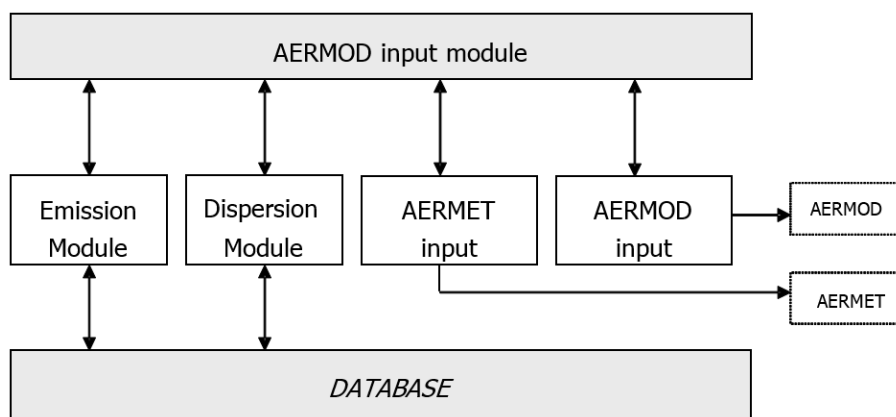 AERMOD input module
Emission
Module
Dispersion
Module
AERMET
input
AERMOD
input
AERMOD
AERMET
DATABASE